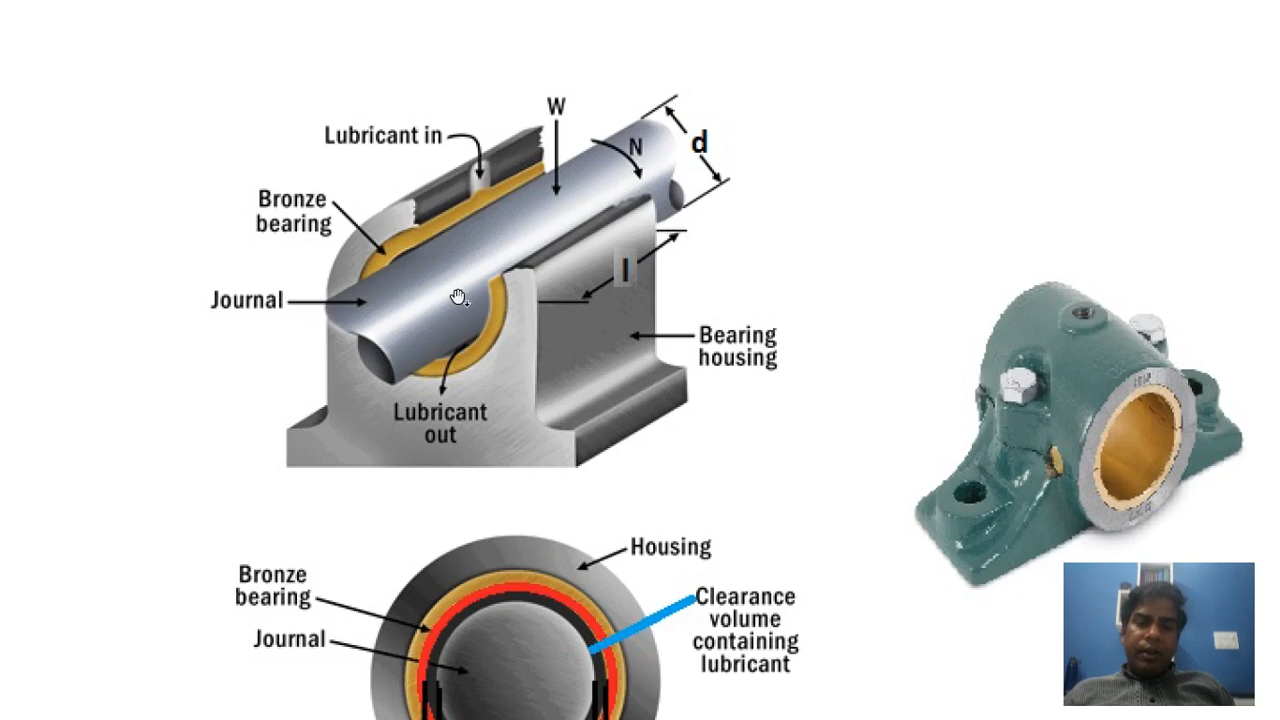 W
Lubricant in
N
d
Bronze
bearing
l
Journal
Bearing
housing
Lubricant
out
Housing
Bronze
bearing
Clearance
volume
containing
lubricant
Journal